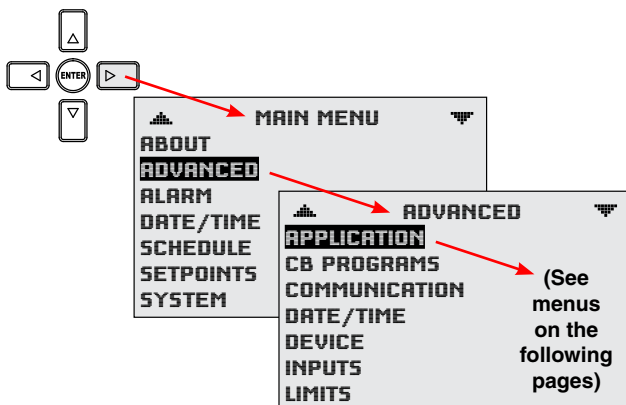 ENTER
MAIN MENU
ABOUT
ADVANCED
ALARM
DATE/TIME
SCHEDULE
SETPOINTS
SYSTEM
ADVANCED
APPLICATION
CB PROGRAMS
COMMUNICATION
DATE/TIME
DEVICE
INPUTS
LIMITS
(See
menus
on the
following
pages)